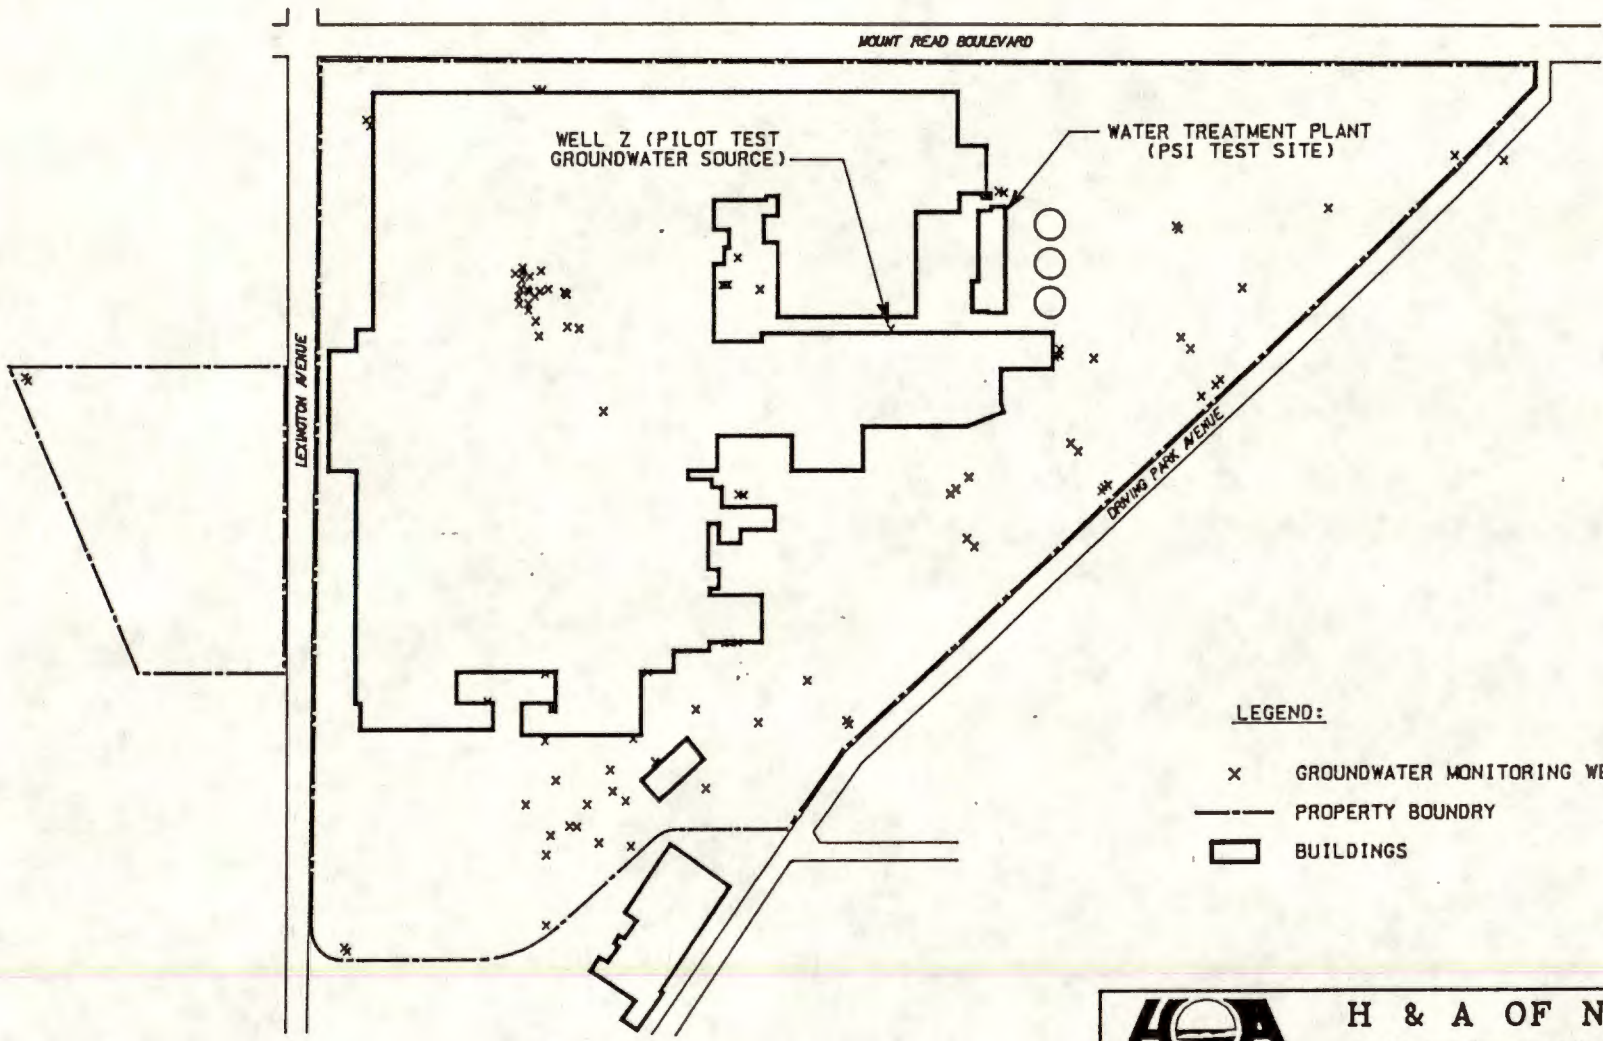 MOUNT READ BOULEVARD
WELL Z (PILOT TEST
GROUNDWATER SOURCE)
WATER TREATMENT PLANT
(PSI TEST SITE)
LEXINGTON AVENUE
DRIVING PARK AVENUE
LEGEND:
X GROUNDWATER MONITORING WE
PROPERTY BOUNDRY
BUILDINGS
H & A OF N